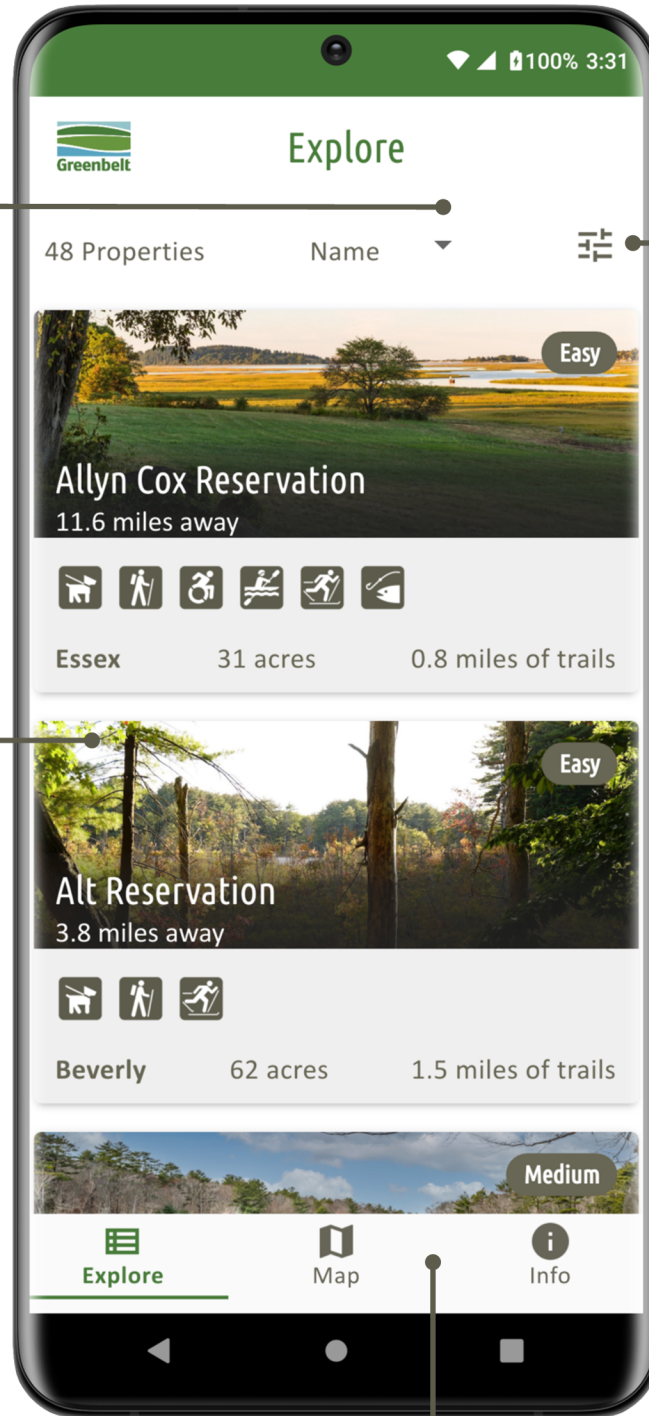 100% 3:31
Greenbelt
Explore
48 Properties Name
Easy
Allyn Cox Reservation
11.6 miles away
Essex 31 acres 0.8 miles of trails
Easy
Alt Reservation
3.8 miles away
Beverly 62 acres 1.5 miles of trails
Medium
Explore Map Info